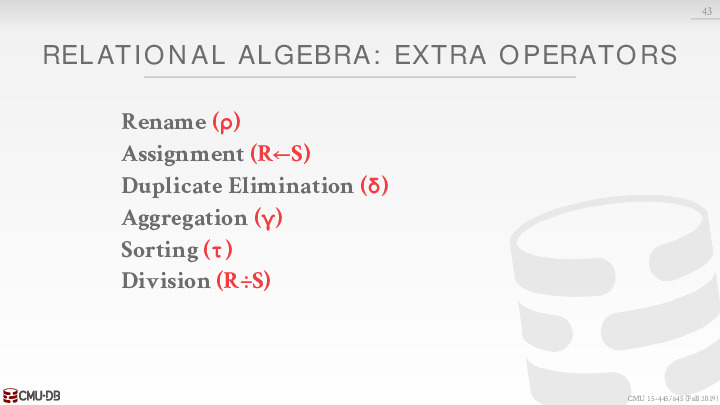 43
RELATIONAL ALGEBRA: EXTRA OPERATORS
Rename (ρ)
Assignment (R←S)
Duplicate Elimination (δ)
Aggregation (γ)
Sorting (τ)
Division (R÷S)
CMU·DB
CMU 15-445/645 (Fall 2019)